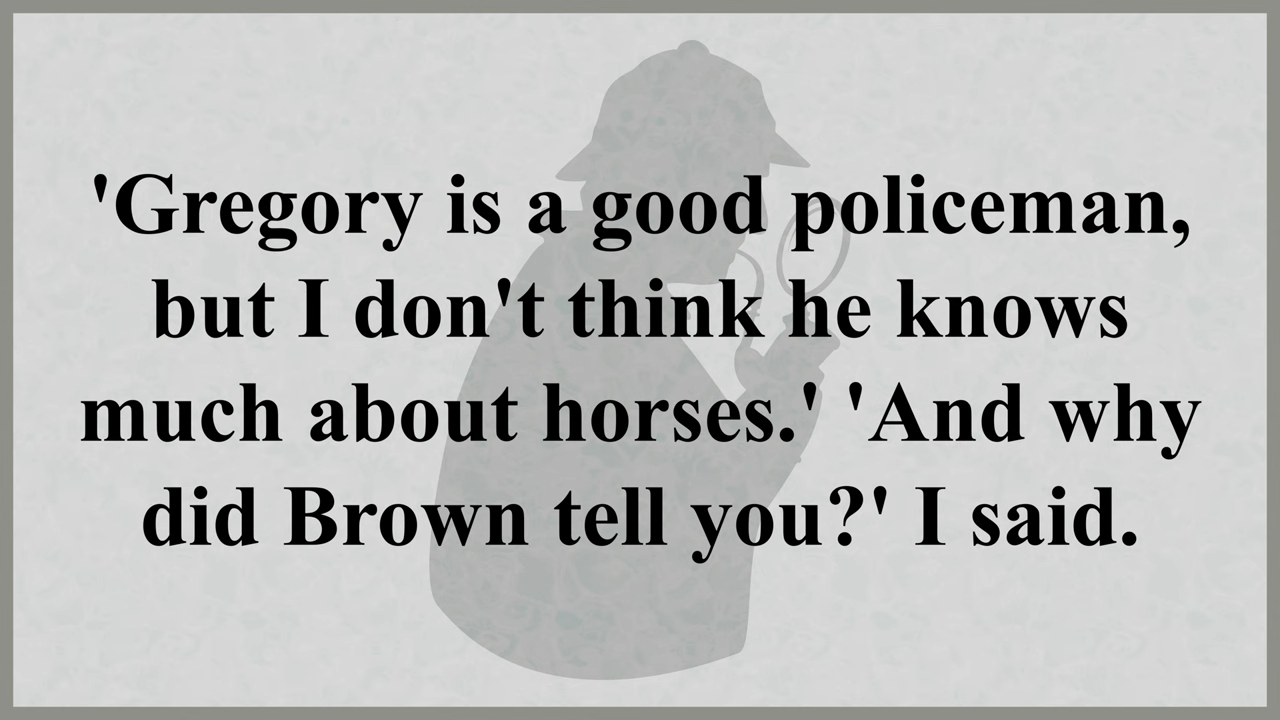 'Gregory is a good policeman,
but I don't think he knows
much about horses.' 'And why
did Brown tell you?' I said.